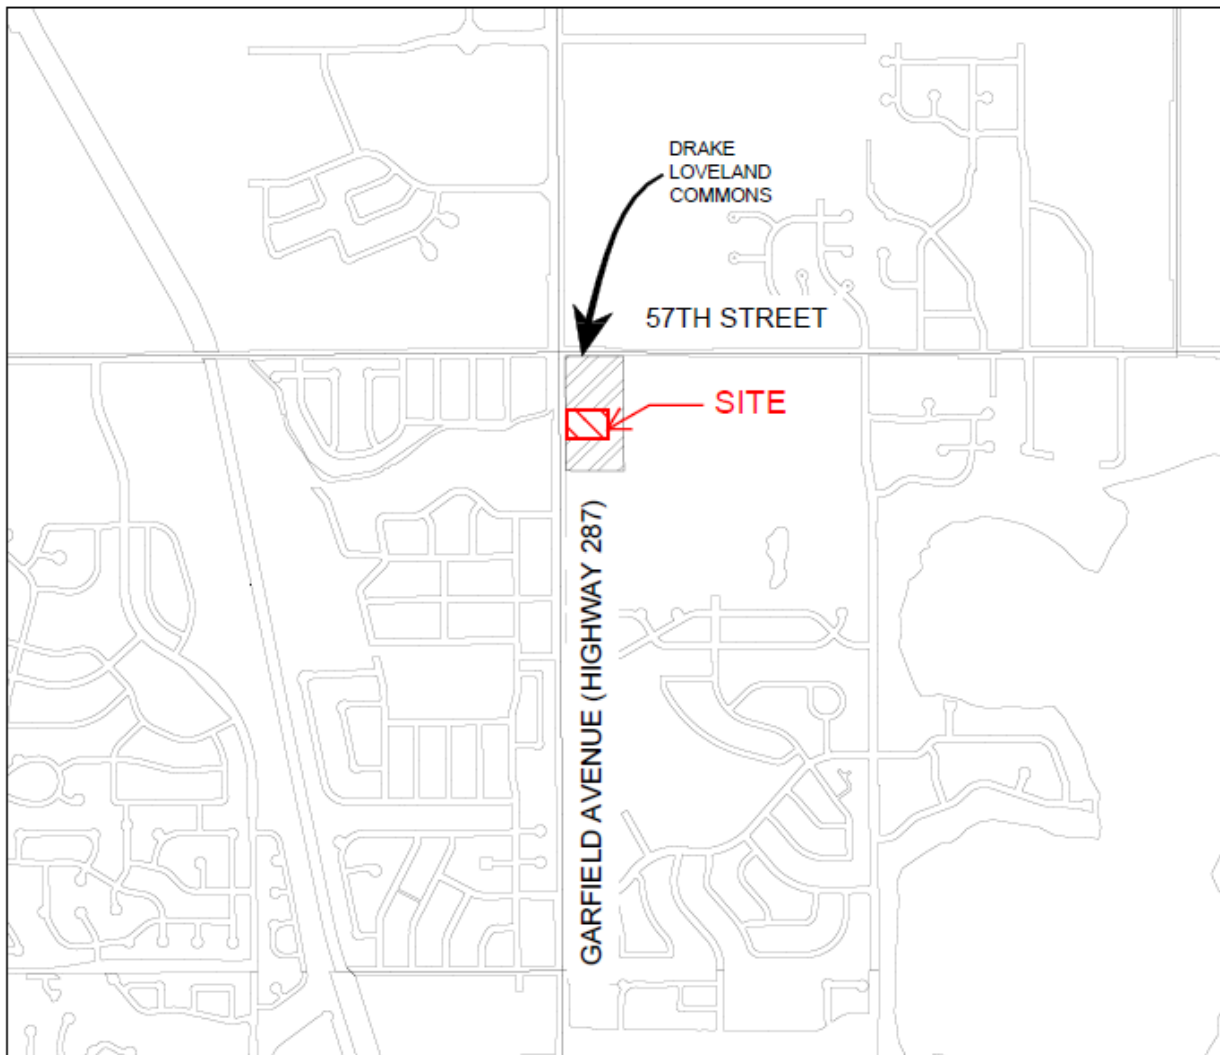 DRAKE
LOVELAND
COMMONS
57TH STREET
SITE
GARFIELD AVENUE (HIGHWAY 287)